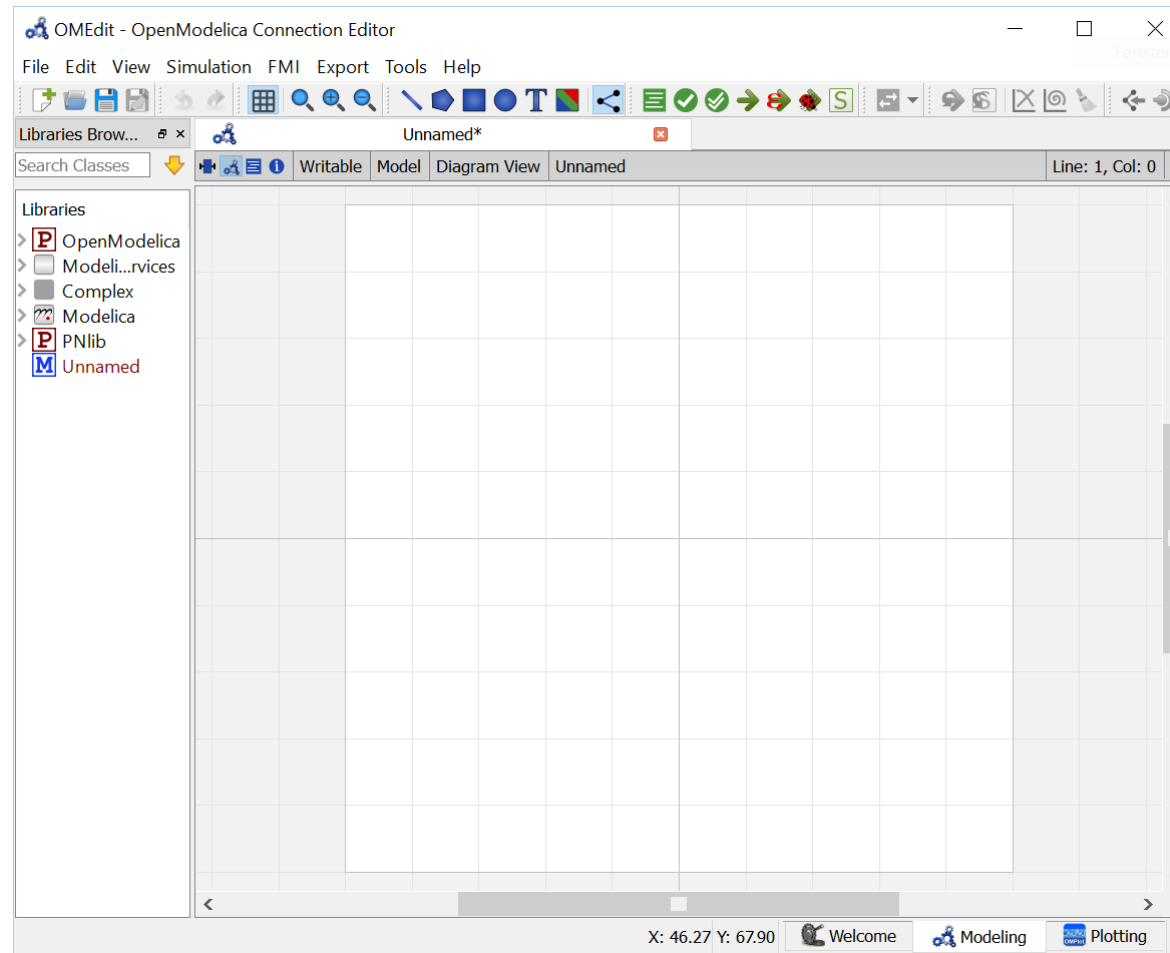 OMEdit - OpenModelica Connection Editor
File Edit View Simulation FMI Export Tools Help
T S
Libraries Brow... Unnamed*
Search Classes Writable Model Diagram View Unnamed Line: 1, Col: 0
Libraries
P OpenModelica
Modeli...rvices
Complex
Modelica
P PNlib
M Unnamed
X: 46.27 Y: 67.90 Welcome Modeling Plotting